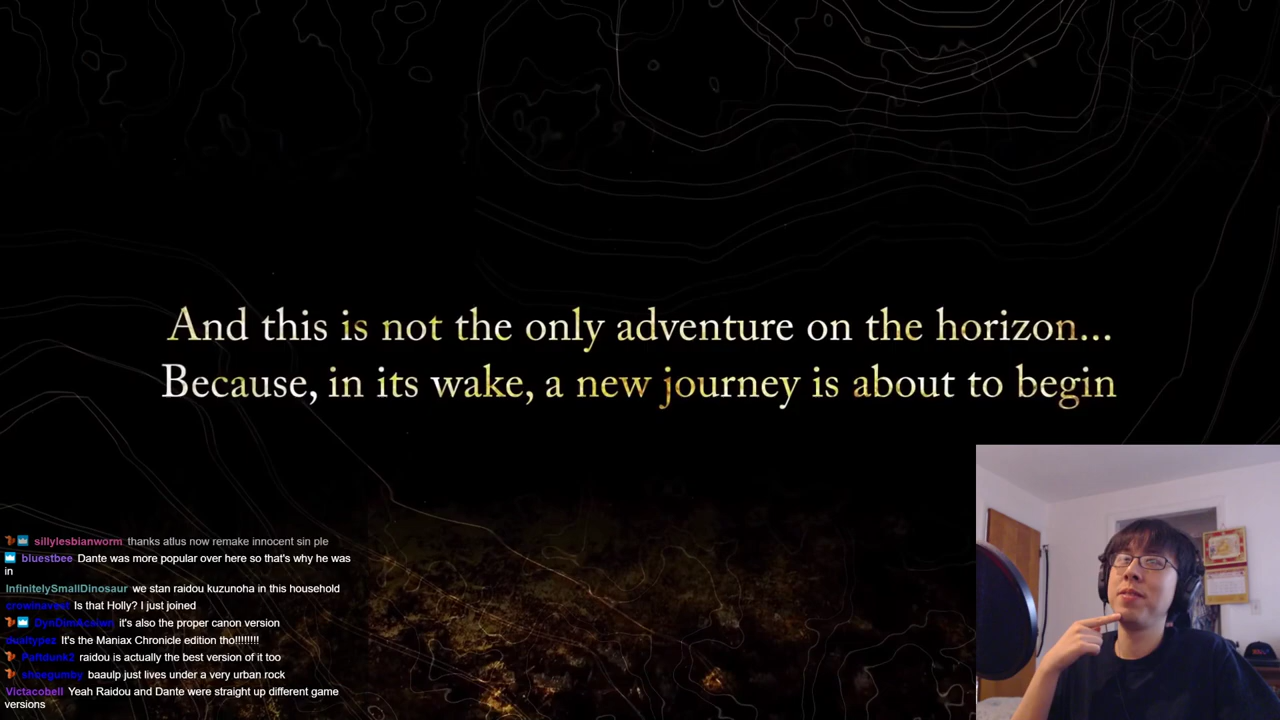 And this is not the only adventure on the horizon...
Because, in its wake, a new journey is about to begin
sillylesbianworm thanks atlus now remake innocent sin ple
bluestbee Dante was more popular over here so that's why he was
in
InfinitelySmallDinosaur we stan raidou kuzunoha in this household
Is that Holly? I just joined
it's also the proper canon version
It's the Maniax Chronicle edition tho!!!!!!!!
raidou is actually the best version of it too
shoegumby baaulp just lives under a very urban rock
Victacobell Yeah Raidou and Dante were straight up different game
versions